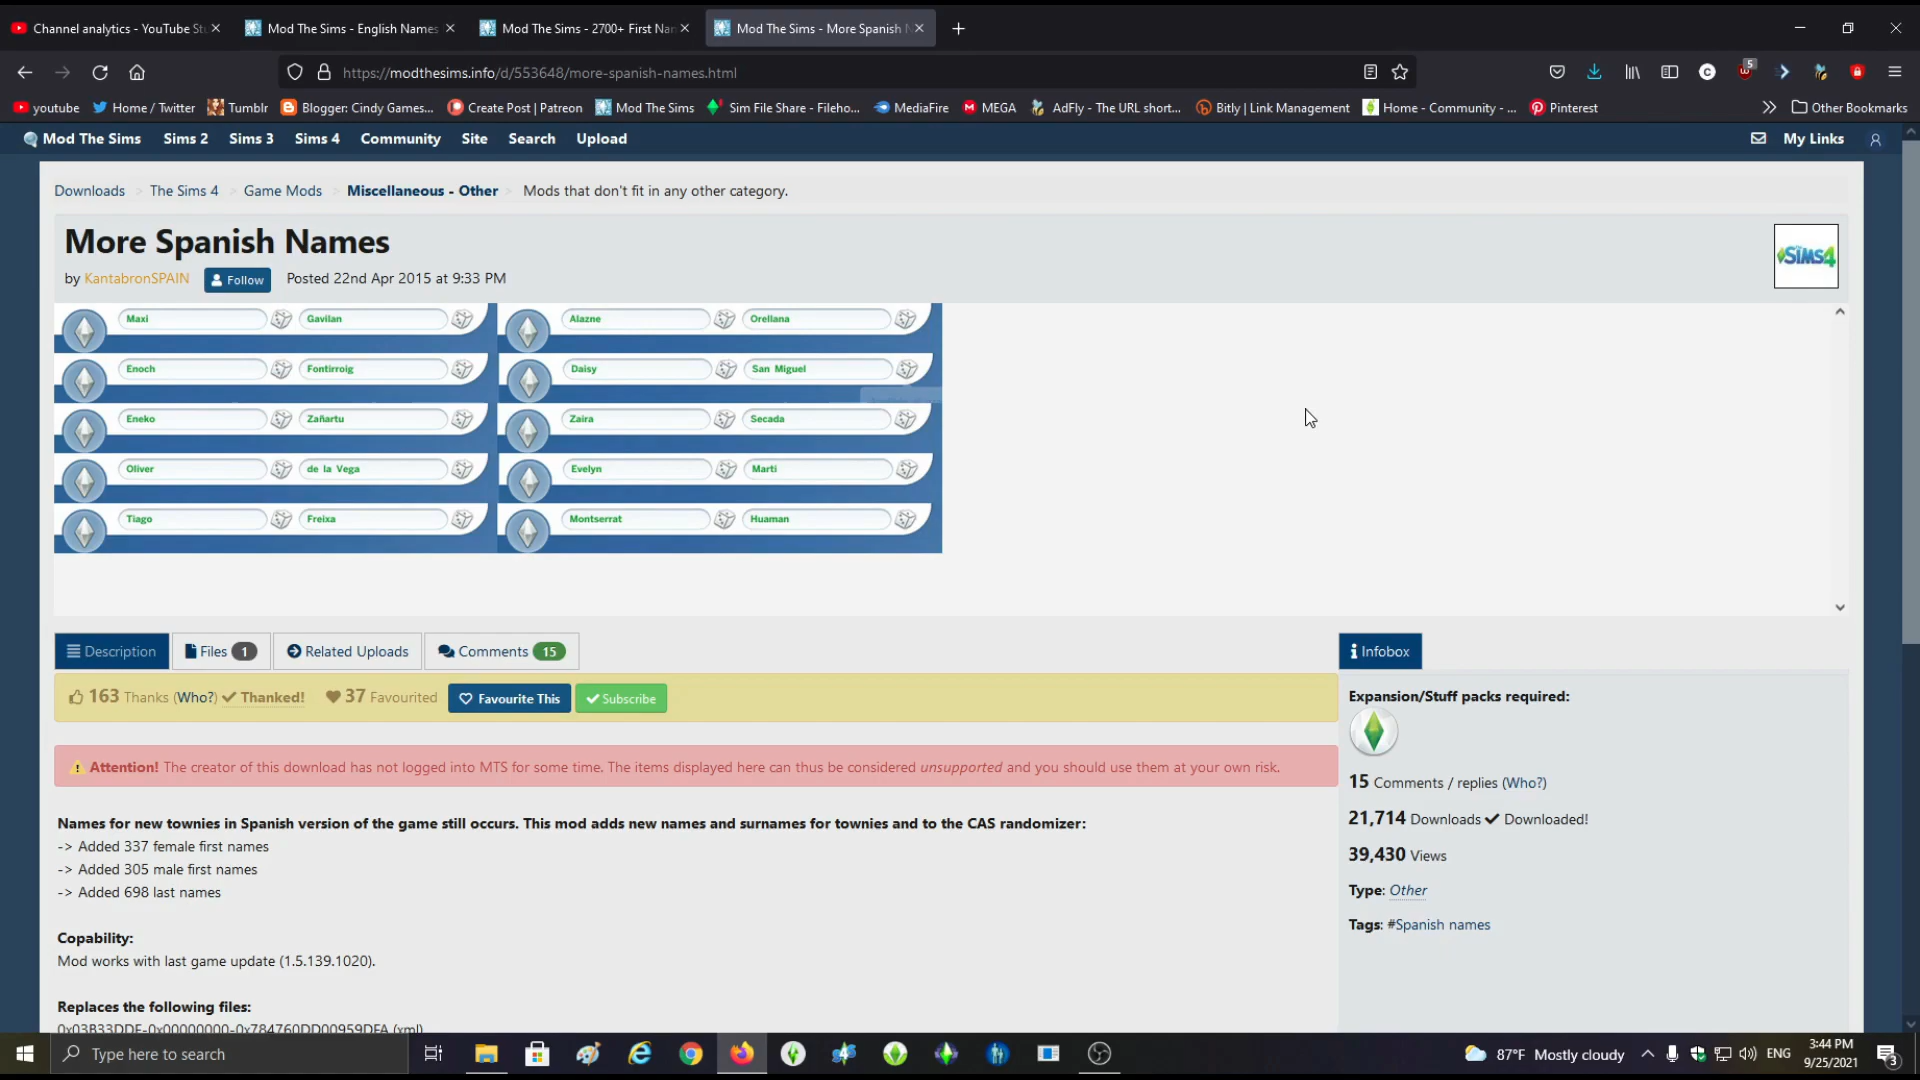 Channel analytics - YouTube St
Mod The Sims - English Names
Mod The Sims - 2700+ First Nam
Mod The Sims - More Spanish N
https://modthesims.info/d/553648/more-spanish-names.html
5
youtube
Home / Twitter
Tumblr
Blogger: Cindy Games...
Create Post | Patreon
Mod The Sims
Sim File Share - Fileho...
MediaFire
MEGA
AdFly - The URL short...
Bitly | Link Management
Home - Community - ...
Pinterest
Other Bookmarks
Mod The Sims
Sims 2
Sims 3
Sims 4
Community
Site
Search
Upload
My Links
Downloads > The Sims 4 > Game Mods > Miscellaneous - Other > Mods that don't fit in any other category.
More Spanish Names
by KantabronSPAIN Follow Posted 22nd Apr 2015 at 9:33 PM
The SIMS 4
Maxi Gavilan Alazne Orellana
Enoch Fontirroig Daisy San Miguel
Eneko Zañartu Zaira Secada
Oliver de la Vega Evelyn Marti
Tiago Freixa Montserrat Huaman
Description
Files 1
Related Uploads
Comments 15
Infobox
163 Thanks (Who?) Thanked! 37 Favourited Favourite This Subscribe
Attention! The creator of this download has not logged into MTS for some time. The items displayed here can thus be considered unsupported and you should use them at your own risk.
Names for new townies in Spanish version of the game still occurs. This mod adds new names and surnames for townies and to the CAS randomizer:
-> Added 337 female first names
-> Added 305 male first names
-> Added 698 last names
Copability:
Mod works with last game update (1.5.139.1020).
Replaces the following files:
0x03B33DDF-0x00000000-0x784760DD00959DFA (xml)
Expansion/Stuff packs required:
15 Comments / replies (Who?)
21,714 Downloads Downloaded!
39,430 Views
Type: Other
Tags: #Spanish names
Type here to search
87°F Mostly cloudy
ENG
3:44 PM
9/25/2021
3